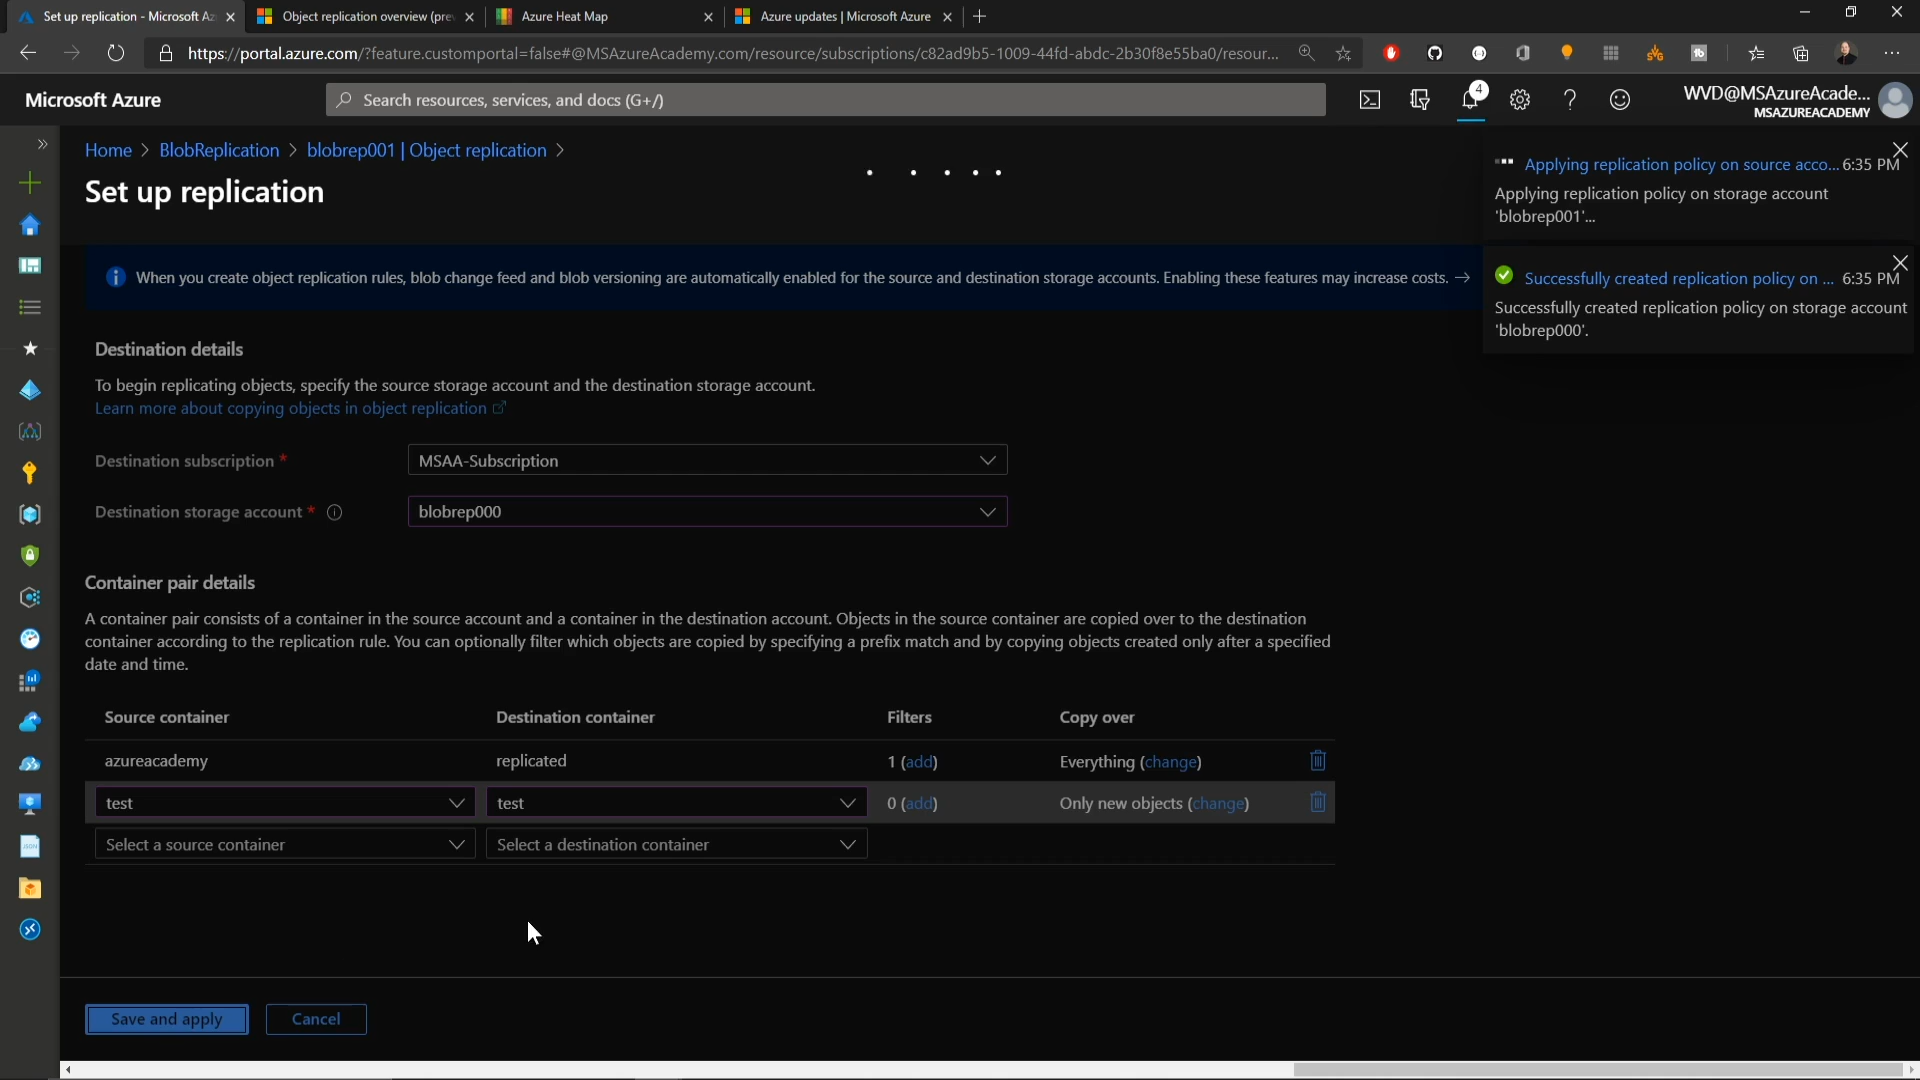 Set up replication - Microsoft Az
Object replication overview (pre
Azure Heat Map
Azure updates | Microsoft Azure
https://portal.azure.com/?feature.customportal=false#@MSAzureAcademy.com/resource/subscriptions/c82ad9b5-1009-44fd-abdc-2b30f8e55ba0/resour...
Microsoft Azure
Search resources, services, and docs (G+/)
4
WVD@MSAzureAcade...
MSAZUREACADEMY
Home > BlobReplication > blobrep001 | Object replication >
Set up replication
Applying replication policy on source acco... 6:35 PM
Applying replication policy on storage account
'blobrep001'...
Successfully created replication policy on ... 6:35 PM
Successfully created replication policy on storage account
'blobrep000'.
When you create object replication rules, blob change feed and blob versioning are automatically enabled for the source and destination storage accounts. Enabling these features may increase costs. →
Destination details
To begin replicating objects, specify the source storage account and the destination storage account.
Learn more about copying objects in object replication
Destination subscription *
MSAA-Subscription
Destination storage account *
blobrep000
Container pair details
A container pair consists of a container in the source account and a container in the destination account. Objects in the source container are copied over to the destination
container according to the replication rule. You can optionally filter which objects are copied by specifying a prefix match and by copying objects created only after a specified
date and time.
Source container Destination container Filters Copy over
azureacademy replicated 1 (add) Everything (change)
test test 0 (add) Only new objects (change)
Select a source container Select a destination container
Save and apply Cancel